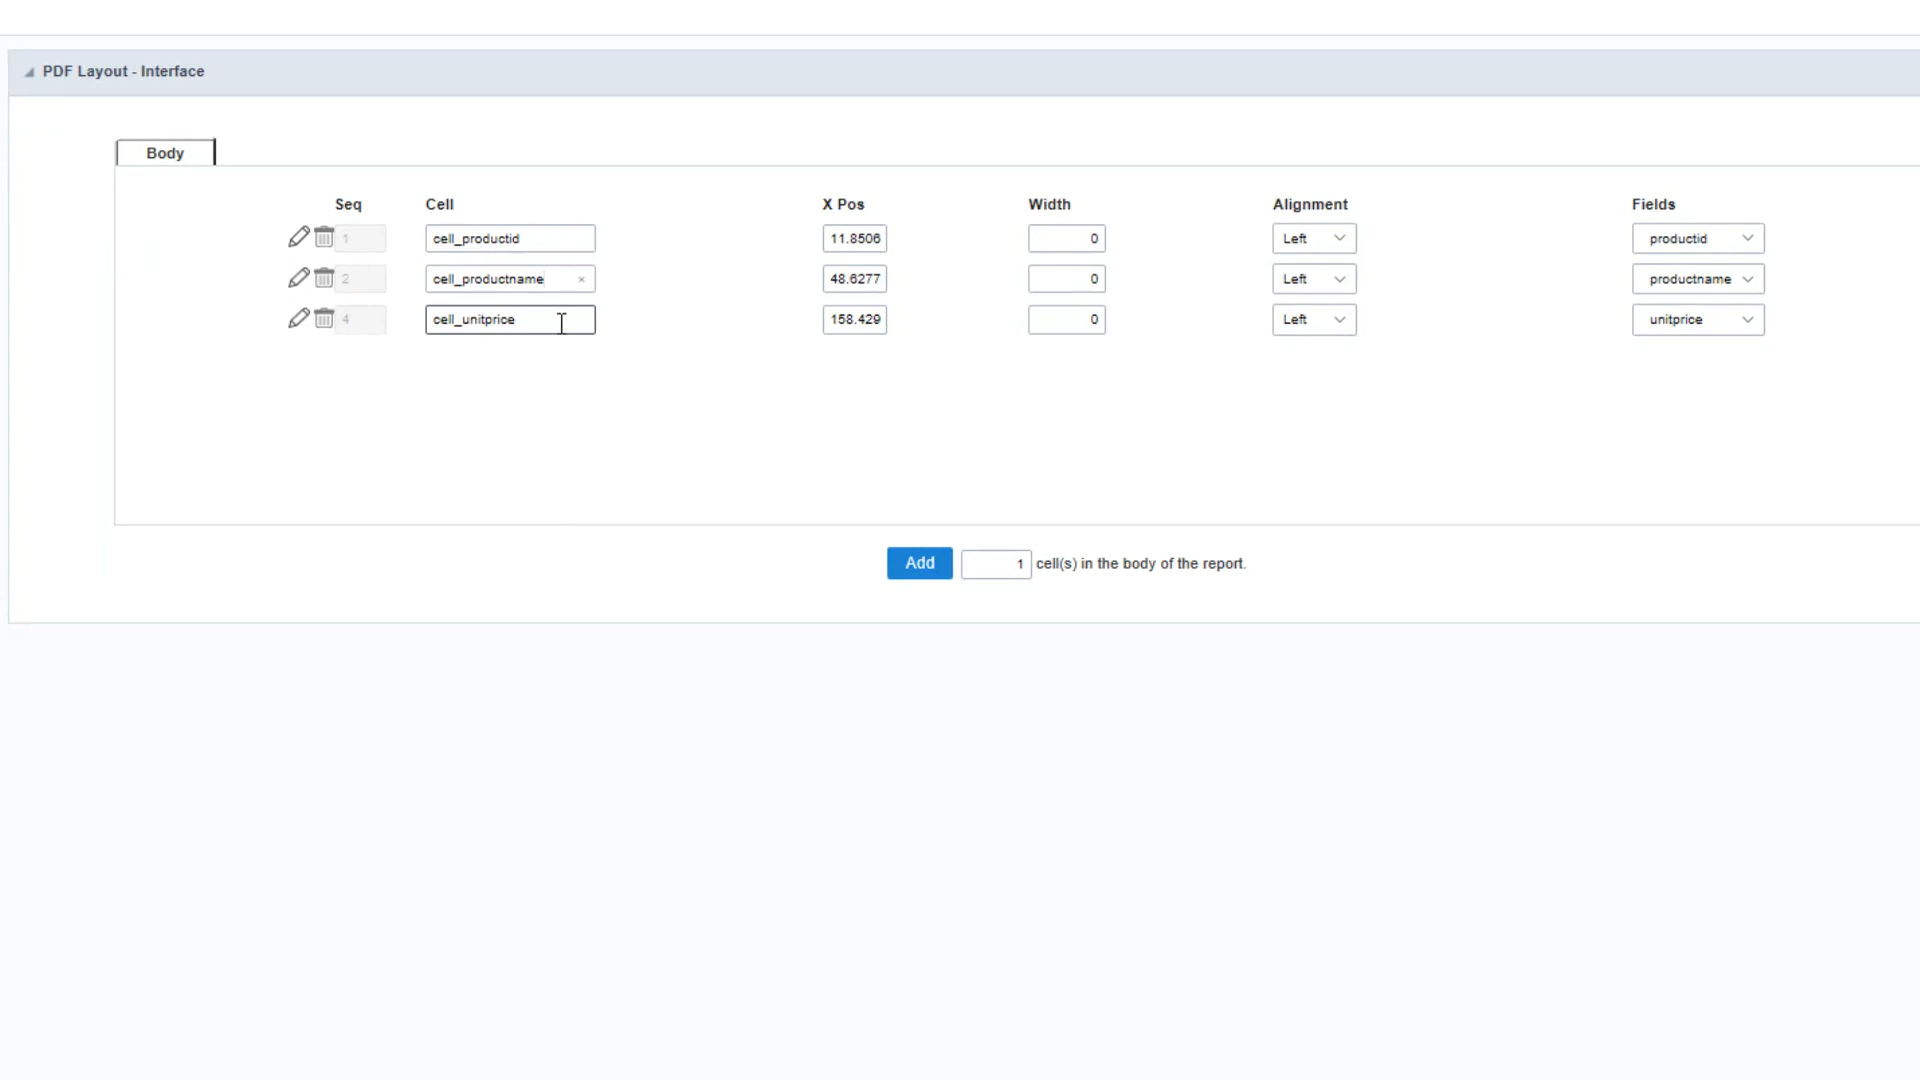 PDF Layout - Interface
Body
Seq Cell X Pos Width Alignment Fields
1 cell_productid 11.8506 0 Left productid
2 cell_productname × 48.6277 0 Left productname
4 cell_unitprice 158.429 0 Left unitprice
Add 1 cell(s) in the body of the report.